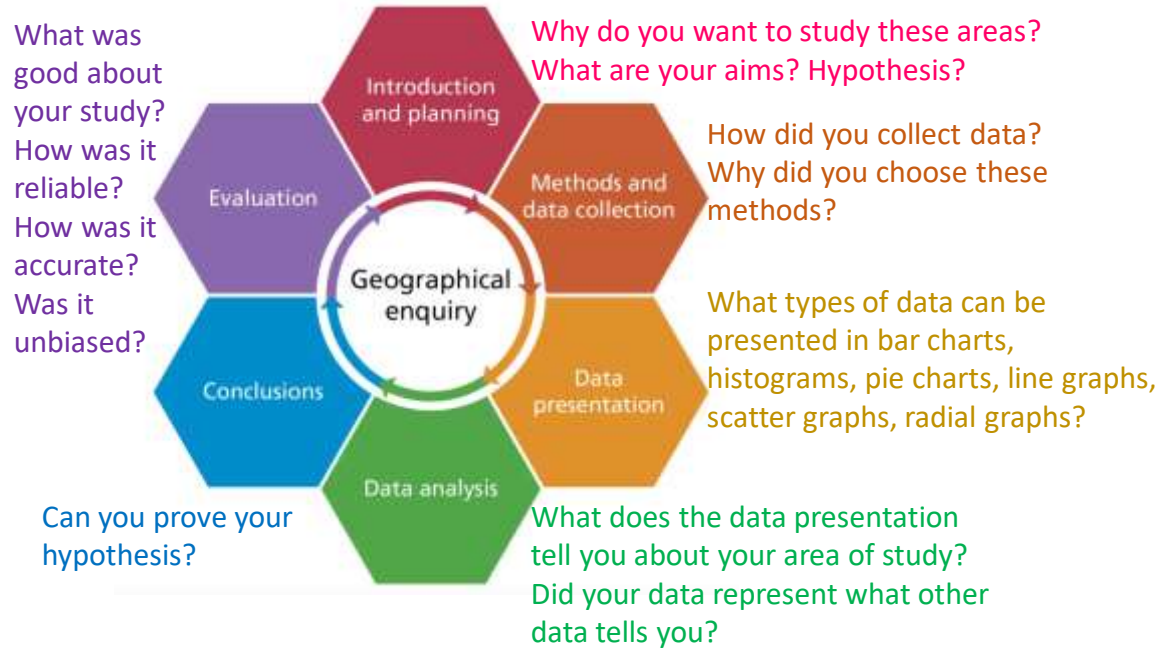 What was
good about
your study?
How was it
reliable?
How was it
accurate?
Was it
unbiased?
Introduction
and planning
Why do you want to study these areas?
What are your aims? Hypothesis?
Methods and
data collection
How did you collect data?
Why did you choose these
methods?
Evaluation
Geographical
enquiry
Data
presentation
What types of data can be
presented in bar charts,
histograms, pie charts, line graphs,
scatter graphs, radial graphs?
Conclusions
Can you prove your
hypothesis?
Data analysis
What does the data presentation
tell you about your area of study?
Did your data represent what other
data tells you?